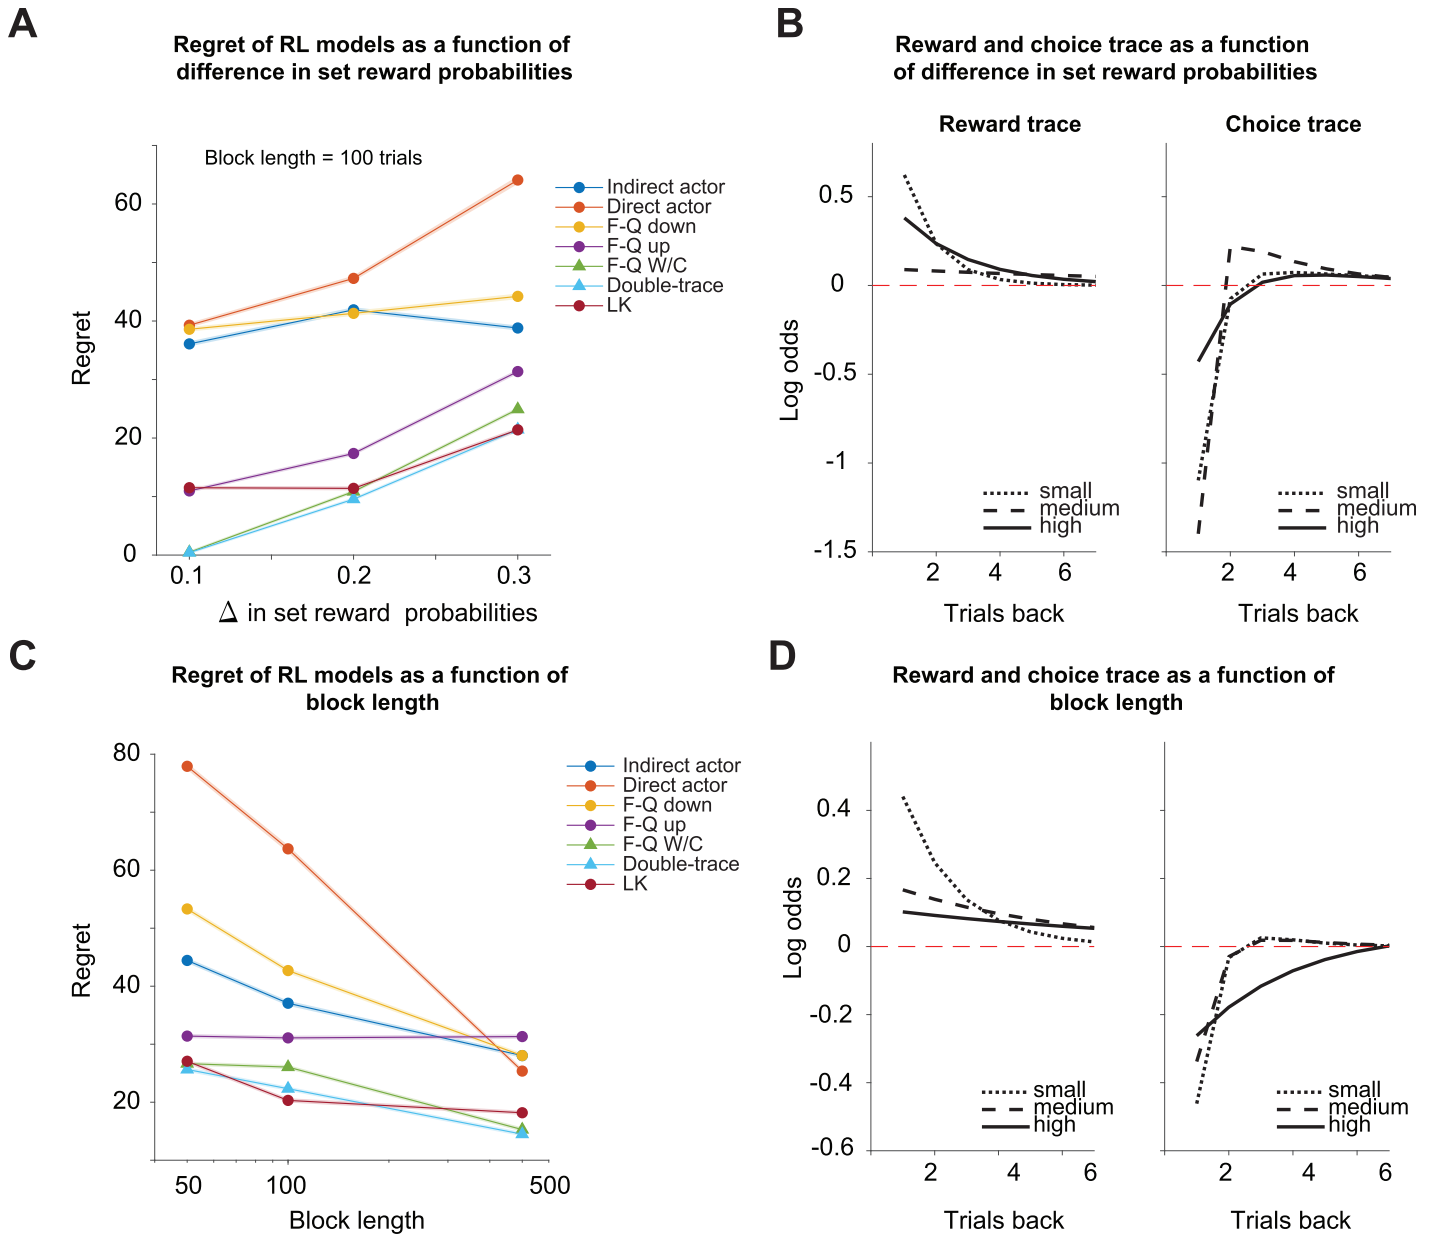 A
Regret of RL models as a function of
difference in set reward probabilities
Block length = 100 trials
60
40
20
0
Regret
0.1
0.2
0.3
Δ in set reward probabilities
Indirect actor
Direct actor
F-Q down
F-Q up
F-Q W/C
Double-trace
LK
B
Reward and choice trace as a function
of difference in set reward probabilities
Reward trace
Choice trace
0.5
0
-0.5
-1
-1.5
Log odds
small
medium
high
small
medium
high
2
4
6
2
4
6
Trials back
Trials back
C
Regret of RL models as a function of
block length
80
60
40
20
Regret
50
100
500
Block length
Indirect actor
Direct actor
F-Q down
F-Q up
F-Q W/C
Double-trace
LK
D
Reward and choice trace as a function of
block length
0.4
0.2
0
-0.2
-0.4
-0.6
Log odds
small
medium
high
small
medium
high
2
4
6
2
4
6
Trials back
Trials back